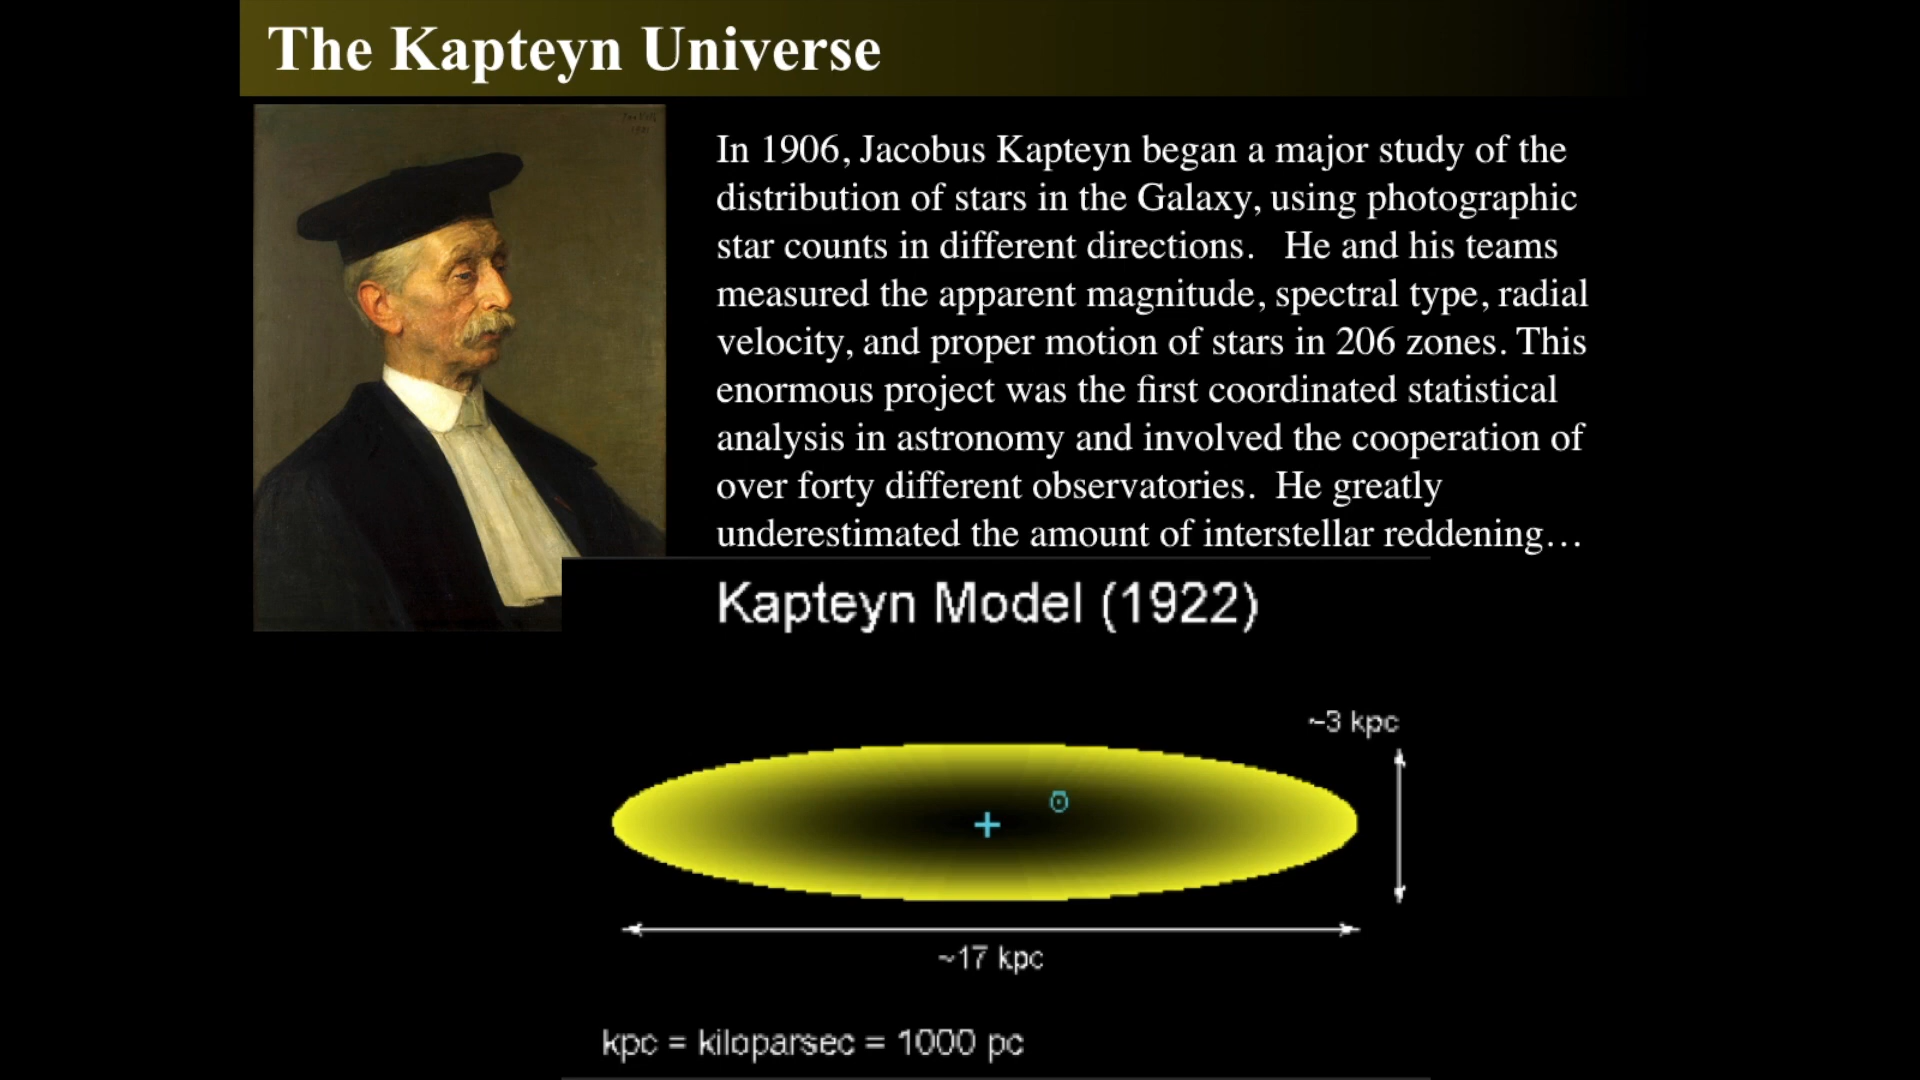 The Kapteyn Universe
In 1906, Jacobus Kapteyn began a major study of the
distribution of stars in the Galaxy, using photographic
star counts in different directions. He and his teams
measured the apparent magnitude, spectral type, radial
velocity, and proper motion of stars in 206 zones. This
enormous project was the first coordinated statistical
analysis in astronomy and involved the cooperation of
over forty different observatories. He greatly
underestimated the amount of interstellar reddening…
Kapteyn Model (1922)
~3 kpc
~17 kpc
kpc = kiloparsec = 1000 pc